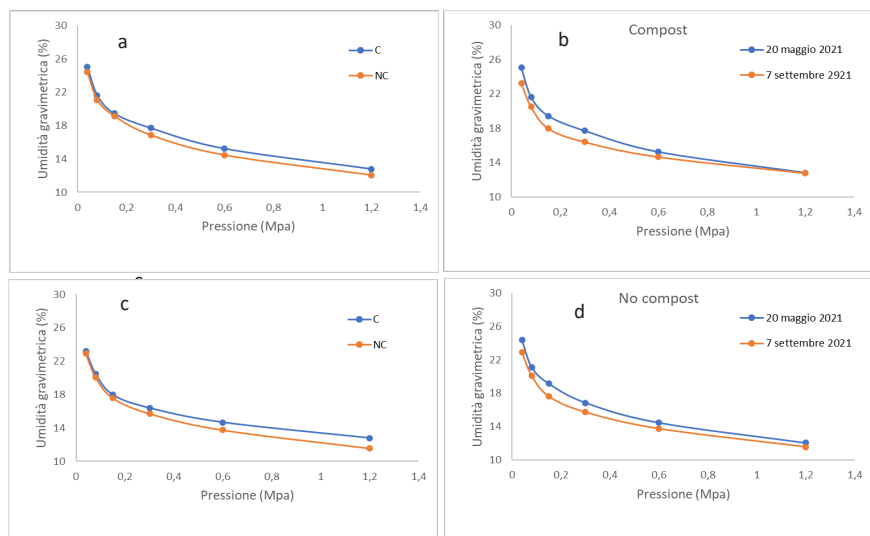 a
Umidità gravimetrica (%)
30
26
22
18
14
10
0
0,2
0,4
0,6
0,8
1
1,2
1,4
Pressione (Mpa)
C
NC
b
Compost
Umidità gravimetrica (%)
30
26
22
18
14
10
0
0,2
0,4
0,6
0,8
1
1,2
1,4
Pressione (Mpa)
20 maggio 2021
7 settembre 2921
c
Umidità gravimetrica (%)
30
26
22
18
14
10
0
0,2
0,4
0,6
0,8
1
1,2
1,4
Pressione (Mpa)
C
NC
d
No compost
Umidità gravimetrica (%)
30
26
22
18
14
10
0
0,2
0,4
0,6
0,8
1
1,2
1,4
Pressione (Mpa)
20 maggio 2021
7 settembre 2021